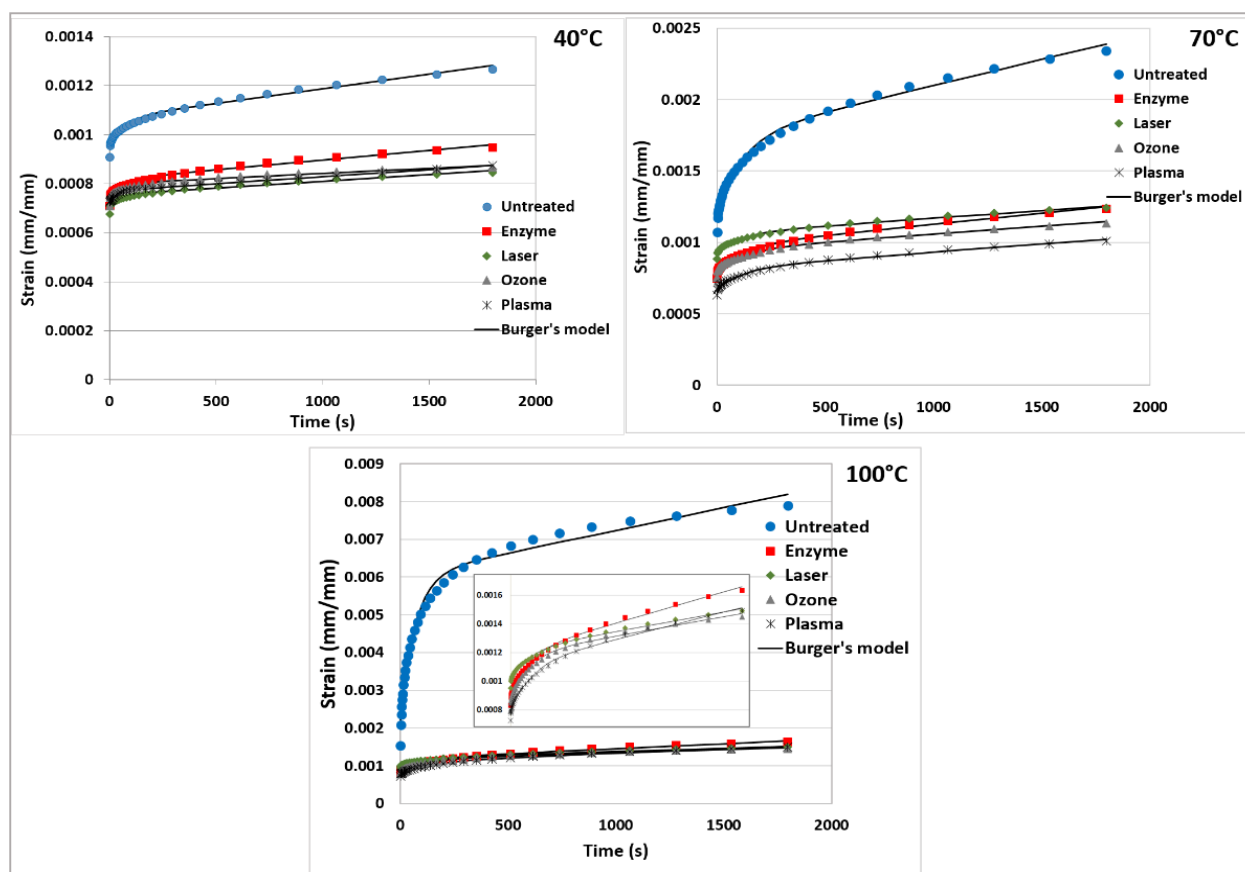 40°C
0.0014
0.0012
0.001
0.0008
0.0006
0.0004
0.0002
0
Strain (mm/mm)
Untreated
Enzyme
Laser
Ozone
Plasma
Burger's model
0 500 1000 1500 2000
Time (s)
70°C
0.0025
0.002
0.0015
0.001
0.0005
0
Strain (mm/mm)
Untreated
Enzyme
Laser
Ozone
Plasma
Burger's model
0 500 1000 1500 2000
Time (s)
100°C
0.009
0.008
0.007
0.006
0.005
0.004
0.003
0.002
0.001
0
Strain (mm/mm)
Untreated
Enzyme
Laser
Ozone
Plasma
Burger's model
0.0016
0.0014
0.0012
0.001
0.0008
0 500 1000 1500 2000
Time (s)